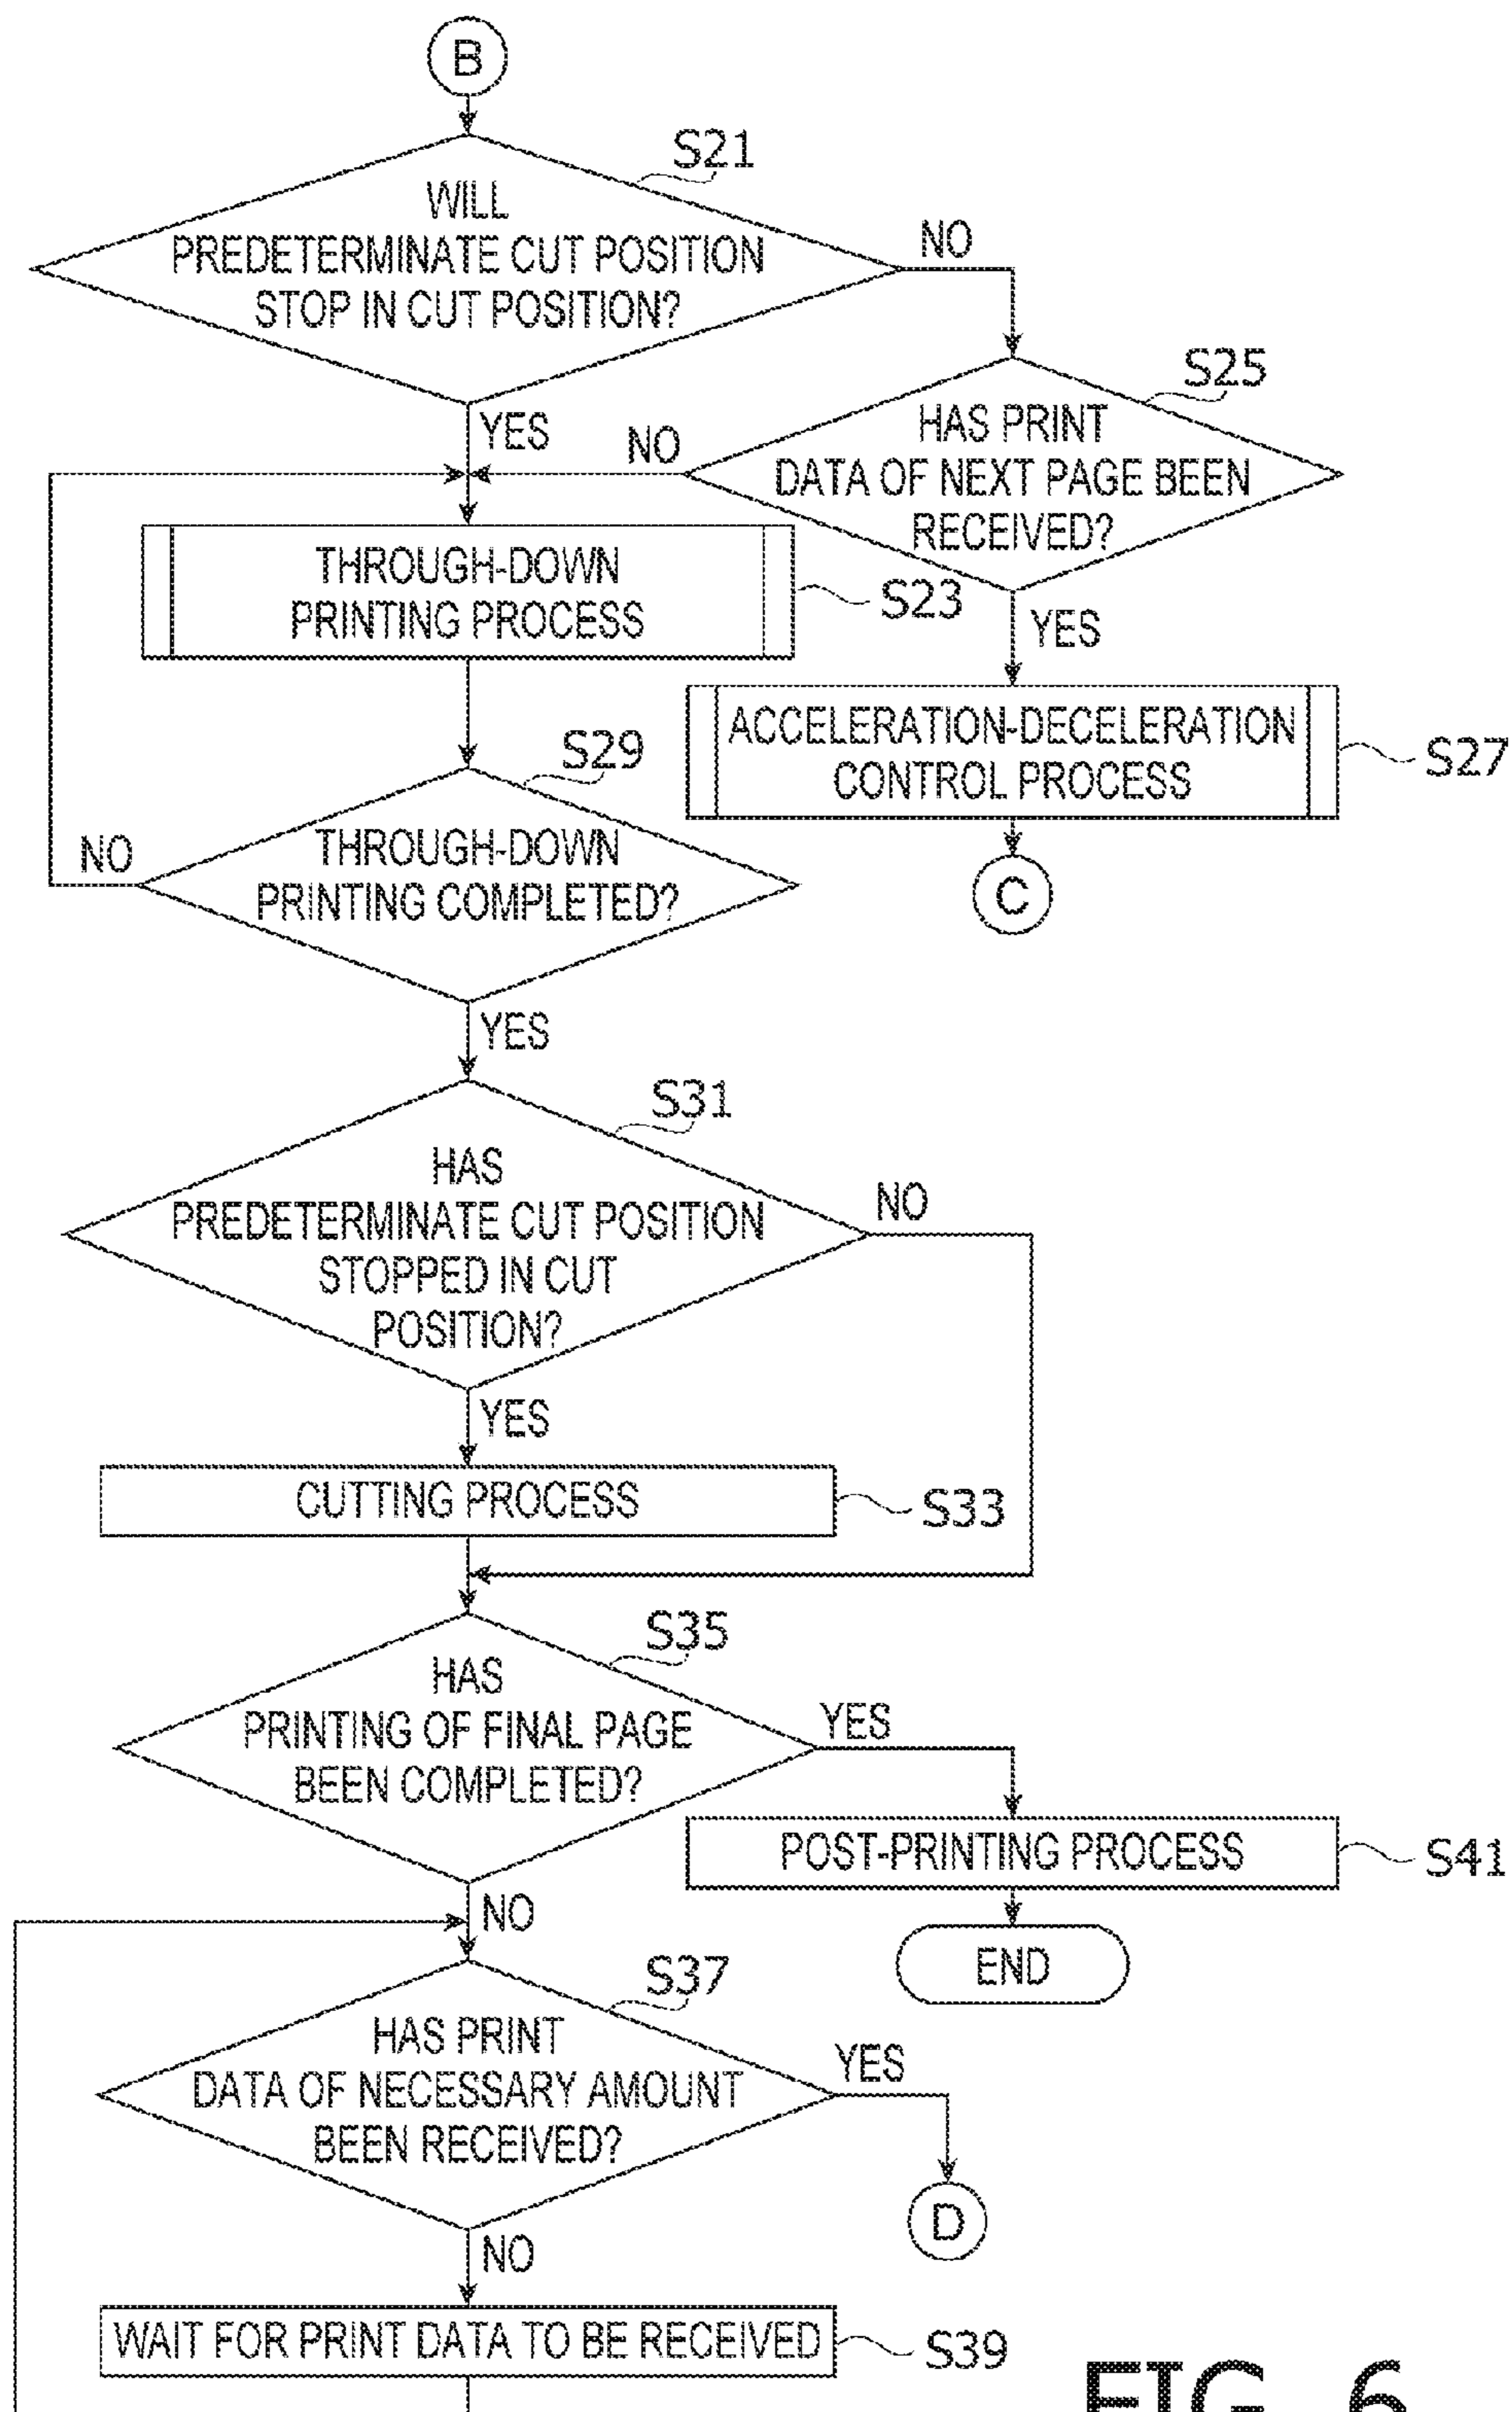 B
S21
WILL
PREDETERMINATE CUT POSITION
STOP IN CUT POSITION?
NO
YES
S25
HAS PRINT
DATA OF NEXT PAGE BEEN
RECEIVED?
NO
YES
THROUGH-DOWN
PRINTING PROCESS
S23
ACCELERATION-DECELERATION
CONTROL PROCESS
S27
C
S29
THROUGH-DOWN
PRINTING COMPLETED?
NO
YES
S31
HAS
PREDETERMINATE CUT POSITION
STOPPED IN CUT
POSITION?
NO
YES
CUTTING PROCESS
S33
S35
HAS
PRINTING OF FINAL PAGE
BEEN COMPLETED?
YES
NO
POST-PRINTING PROCESS
S41
END
S37
HAS PRINT
DATA OF NECESSARY AMOUNT
BEEN RECEIVED?
YES
D
NO
WAIT FOR PRINT DATA TO BE RECEIVED
S39
FIG. 6